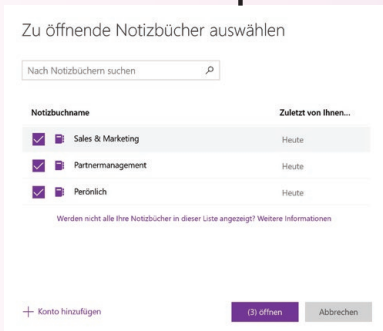 Zu öffnende Notizbücher auswählen
Nach Notizbüchern suchen
Notizbuchname Zuletzt von Ihnen...
Sales & Marketing Heute
Partnermanagement Heute
Perönlich Heute
Werden nicht alle Ihre Notizbücher in dieser Liste angezeigt? Weitere Informationen
+ Konto hinzufügen (3) öffnen Abbrechen